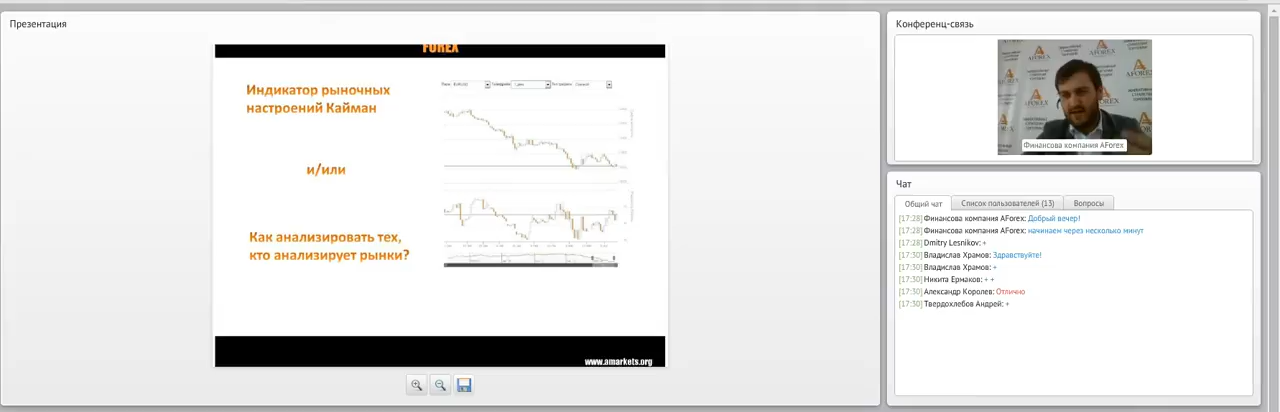 Презентация
FOREX
Индикатор рыночных
настроений Кайман
и/или
Как анализировать тех,
кто анализирует рынки?
www.amarkets.org
Конференц-связь
AFOREX
Финансова компания AForex
Чат
Общий чат
Список пользователей (13)
Вопросы
[17:28] Финансова компания AForex: Добрый вечер!
[17:28] Финансова компания AForex: начинаем через несколько минут
[17:28] Dmitry Lesnikov: +
[17:30] Владислав Храмов: Здравствуйте!
[17:30] Владислав Храмов: +
[17:30] Никита Ермаков: + +
[17:30] Александр Королев: Отлично
[17:30] Твердохлебов Андрей: +